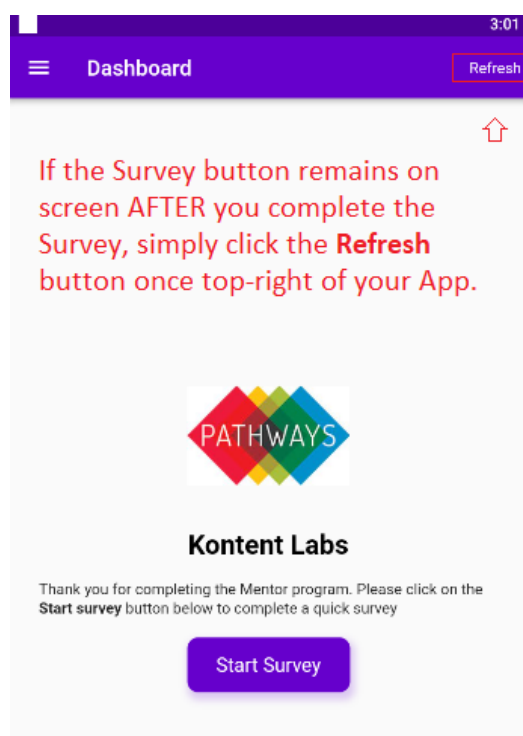 3:01
Dashboard
Refresh
If the Survey button remains on
screen AFTER you complete the
Survey, simply click the Refresh
button once top-right of your App.
PATHWAYS
Kontent Labs
Thank you for completing the Mentor program. Please click on the
Start survey button below to complete a quick survey
Start Survey